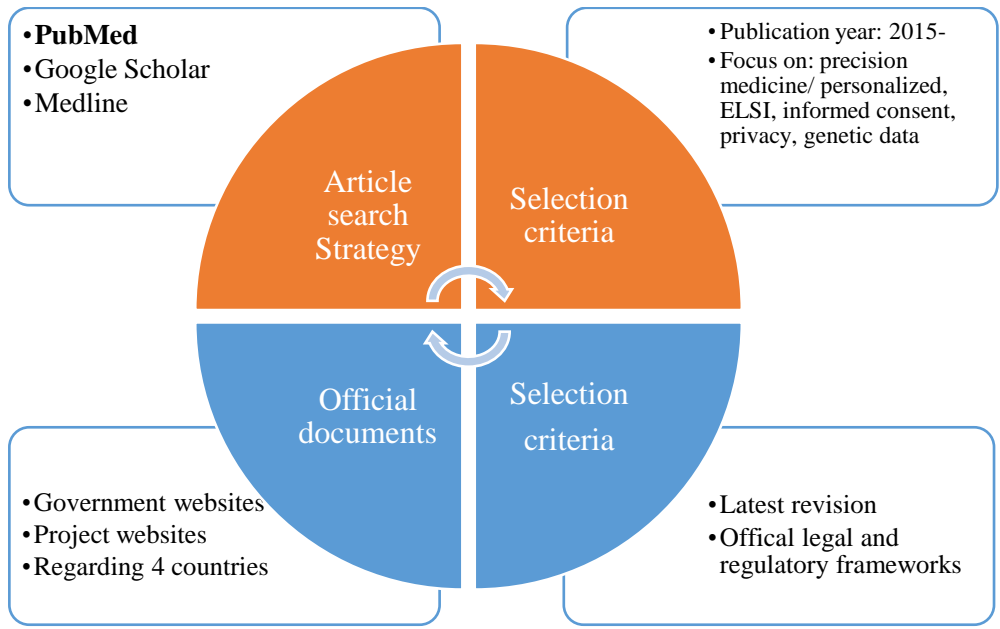 •PubMed
•Google Scholar
•Medline
•Publication year: 2015-
•Focus on: precision
medicine/ personalized,
ELSI, informed consent,
privacy, genetic data
Article
search
Strategy
Selection
criteria
Official
documents
Selection
criteria
•Government websites
•Project websites
•Regarding 4 countries
•Latest revision
•Offical legal and
regulatory frameworks